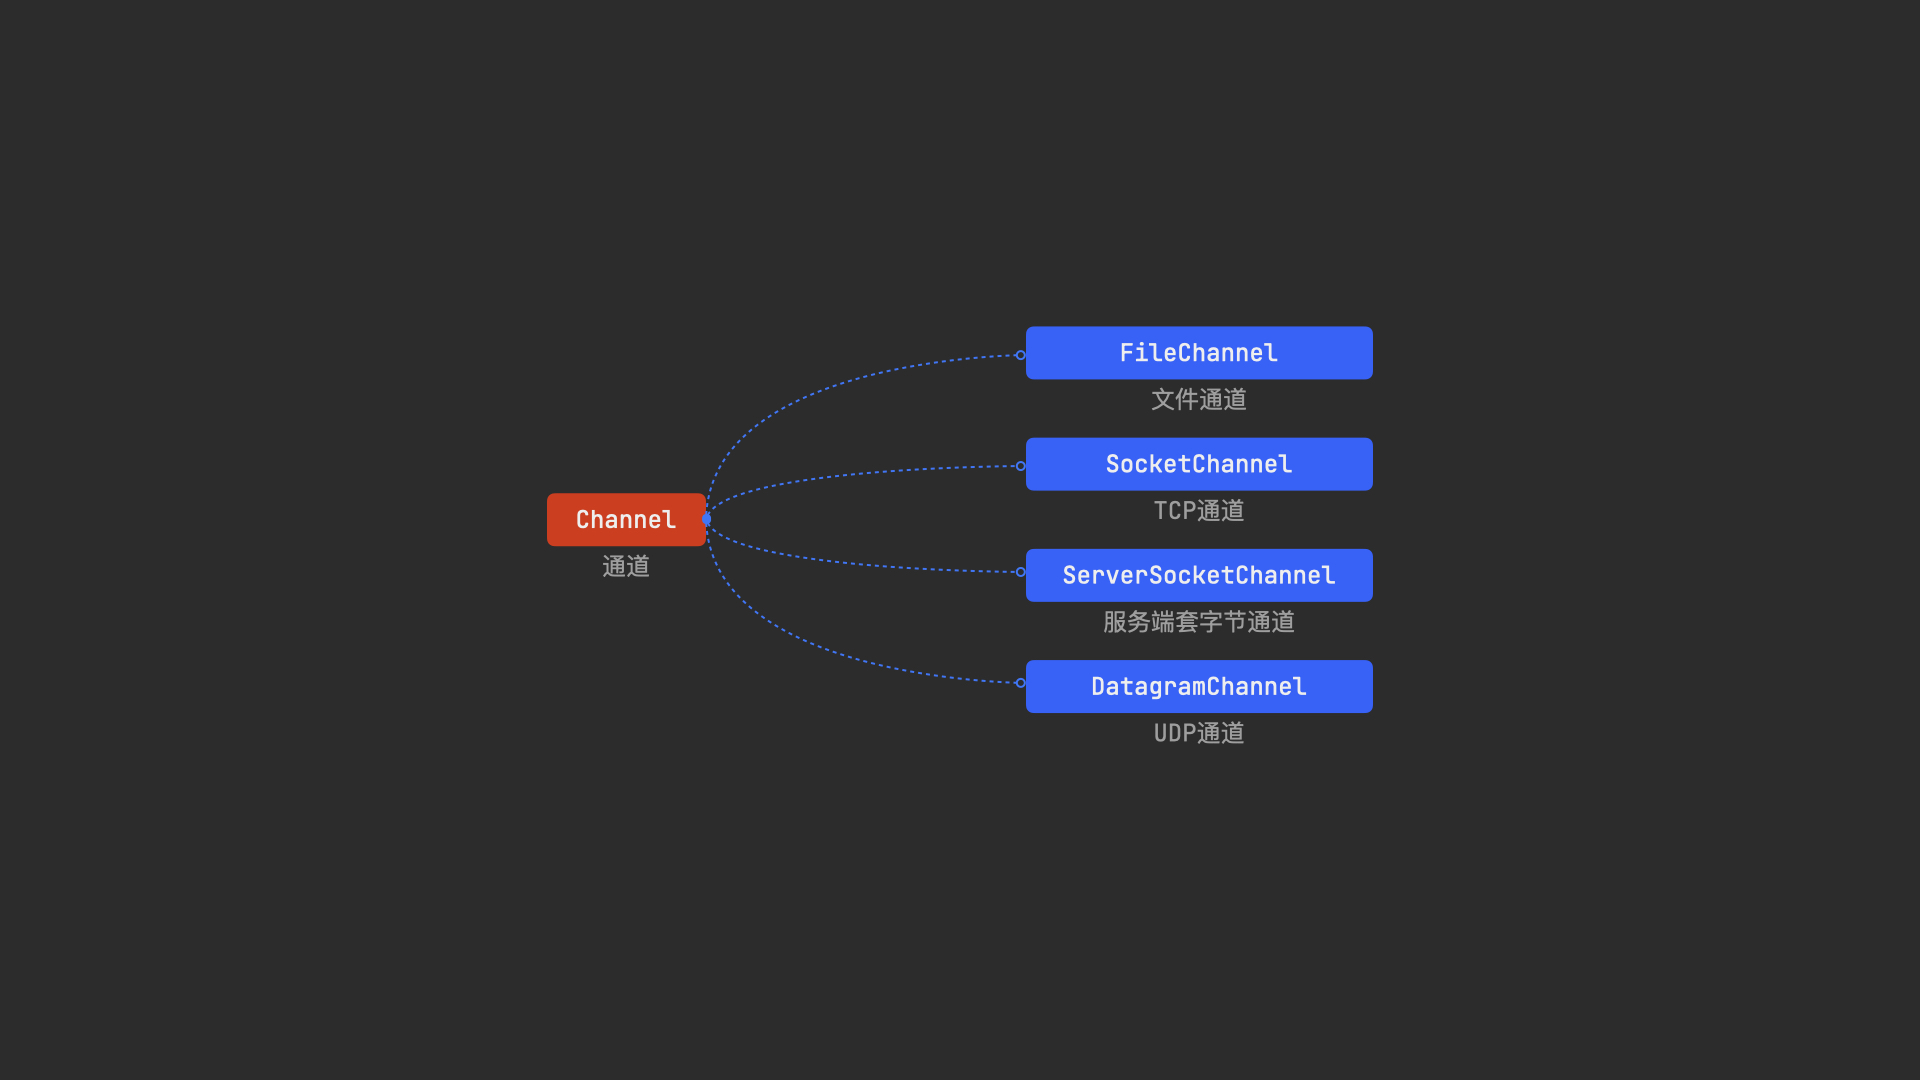 Channel
通道
FileChannel
文件通道
SocketChannel
TCP通道
ServerSocketChannel
服务端套字节通道
DatagramChannel
UDP通道